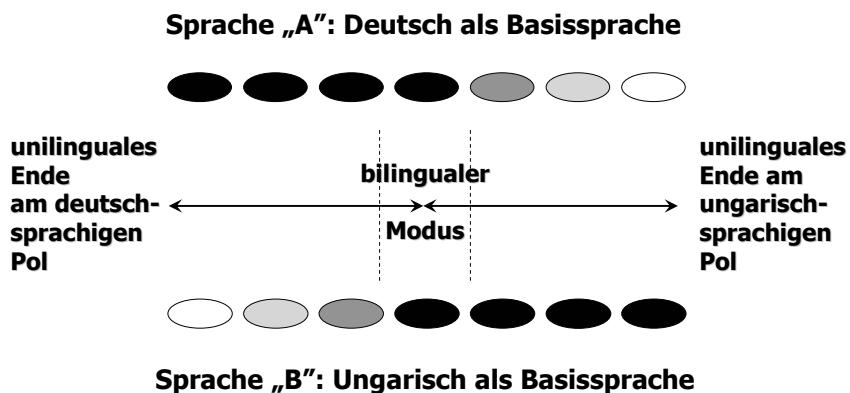 Sprache „A”: Deutsch als Basissprache
unilinguales
Ende
am deutsch-
sprachigen
Pol
bilingualer
Modus
unilinguales
Ende am
ungarisch-
sprachigen
Pol
Sprache „B”: Ungarisch als Basissprache